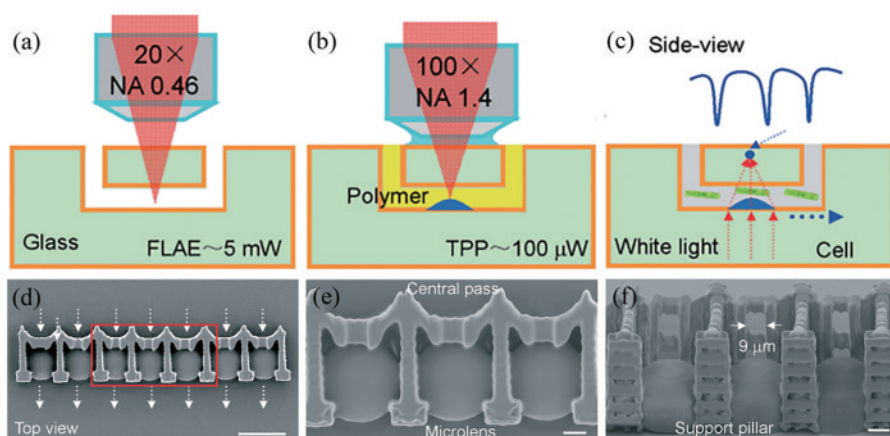 (a)
20×
NA 0.46
Glass
FLAE~5 mW
(b)
100×
NA 1.4
Polymer
TPP~100 μW
(c)
Side-view
White light
Cell
(d)
Top view
(e)
Central pass
Microlens
(f)
9 μm
Support pillar